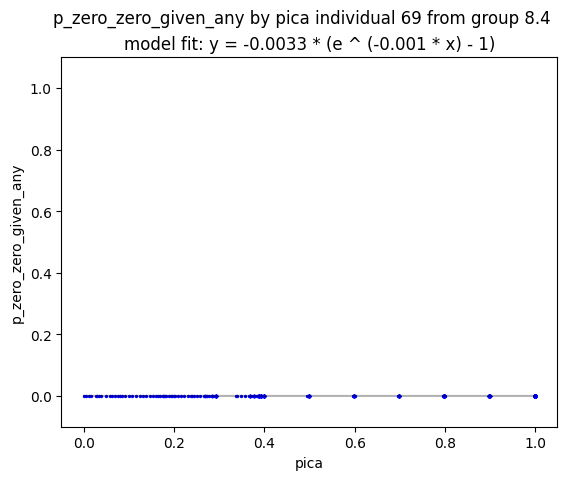 p_zero_zero_given_any by pica individual 69 from group 8.4
model fit: y = -0.0033 * (e ^ (-0.001 * x) - 1)
1.0
0.8
0.6
0.4
0.2
0.0
p_zero_zero_given_any
0.0 0.2 0.4 0.6 0.8 1.0
pica